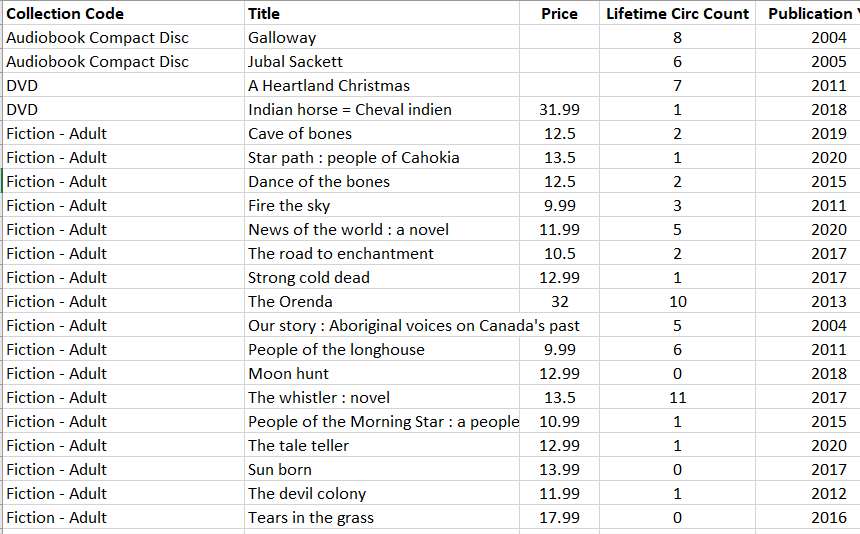 Collection Code Title Price Lifetime Circ Count Publication
Audiobook Compact Disc Galloway 8 2004
Audiobook Compact Disc Jubal Sackett 6 2005
DVD A Heartland Christmas 7 2011
DVD Indian horse = Cheval indien 31.99 1 2018
Fiction - Adult Cave of bones 12.5 2 2019
Fiction - Adult Star path : people of Cahokia 13.5 1 2020
Fiction - Adult Dance of the bones 12.5 2 2015
Fiction - Adult Fire the sky 9.99 3 2011
Fiction - Adult News of the world : a novel 11.99 5 2020
Fiction - Adult The road to enchantment 10.5 2 2017
Fiction - Adult Strong cold dead 12.99 1 2017
Fiction - Adult The Orenda 32 10 2013
Fiction - Adult Our story : Aboriginal voices on Canada's past 5 2004
Fiction - Adult People of the longhouse 9.99 6 2011
Fiction - Adult Moon hunt 12.99 0 2018
Fiction - Adult The whistler : novel 13.5 11 2017
Fiction - Adult People of the Morning Star : a people 10.99 1 2015
Fiction - Adult The tale teller 12.99 1 2020
Fiction - Adult Sun born 13.99 0 2017
Fiction - Adult The devil colony 11.99 1 2012
Fiction - Adult Tears in the grass 17.99 0 2016